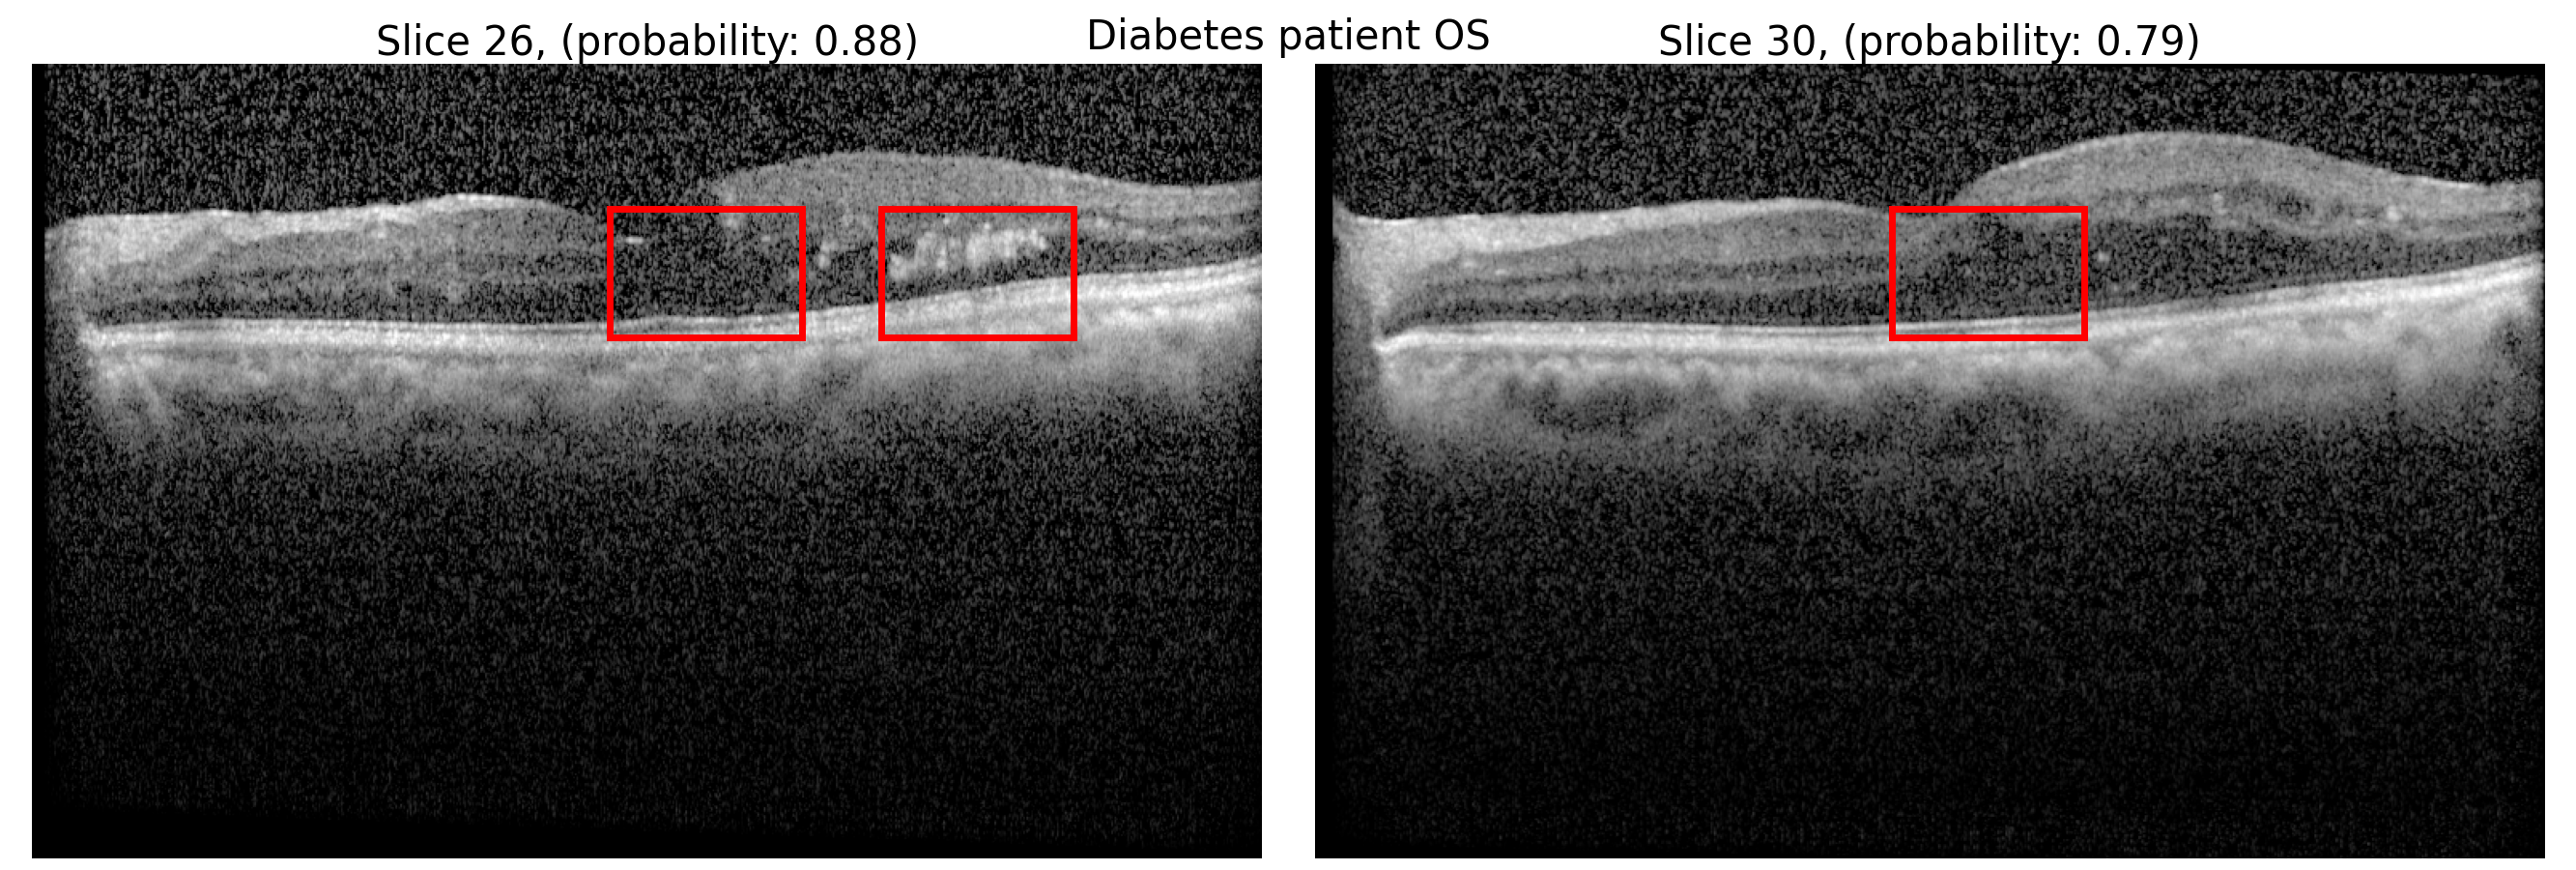 Diabetes patient OS
Slice 26, (probability: 0.88)
Slice 30, (probability: 0.79)